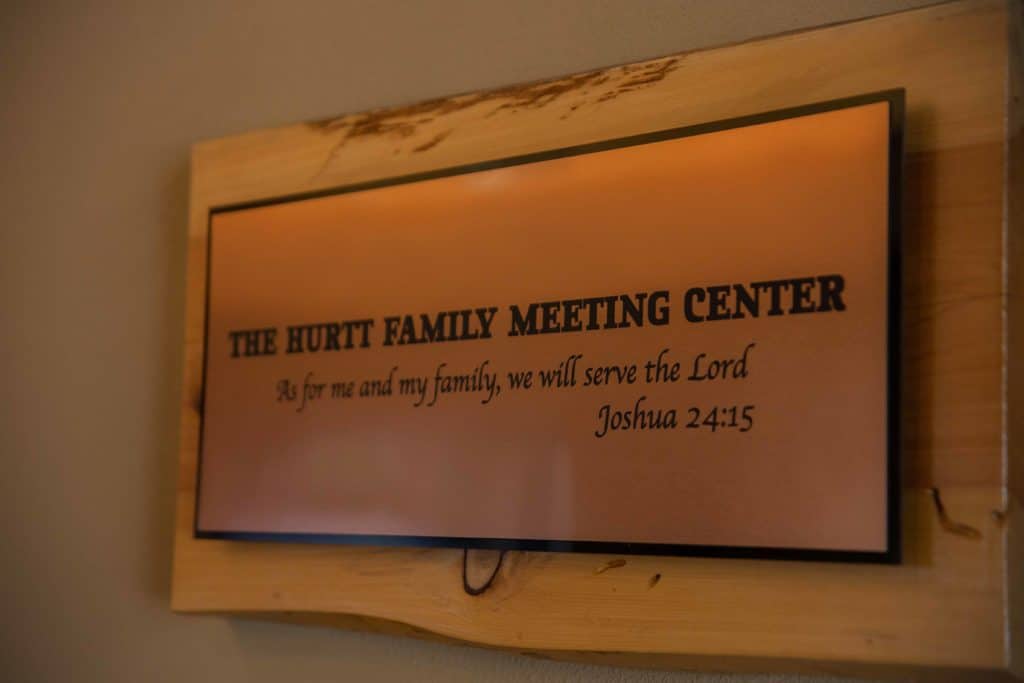 THE HURTT FAMILY MEETING CENTER
As for me and my family, we will serve the Lord
Joshua 24:15